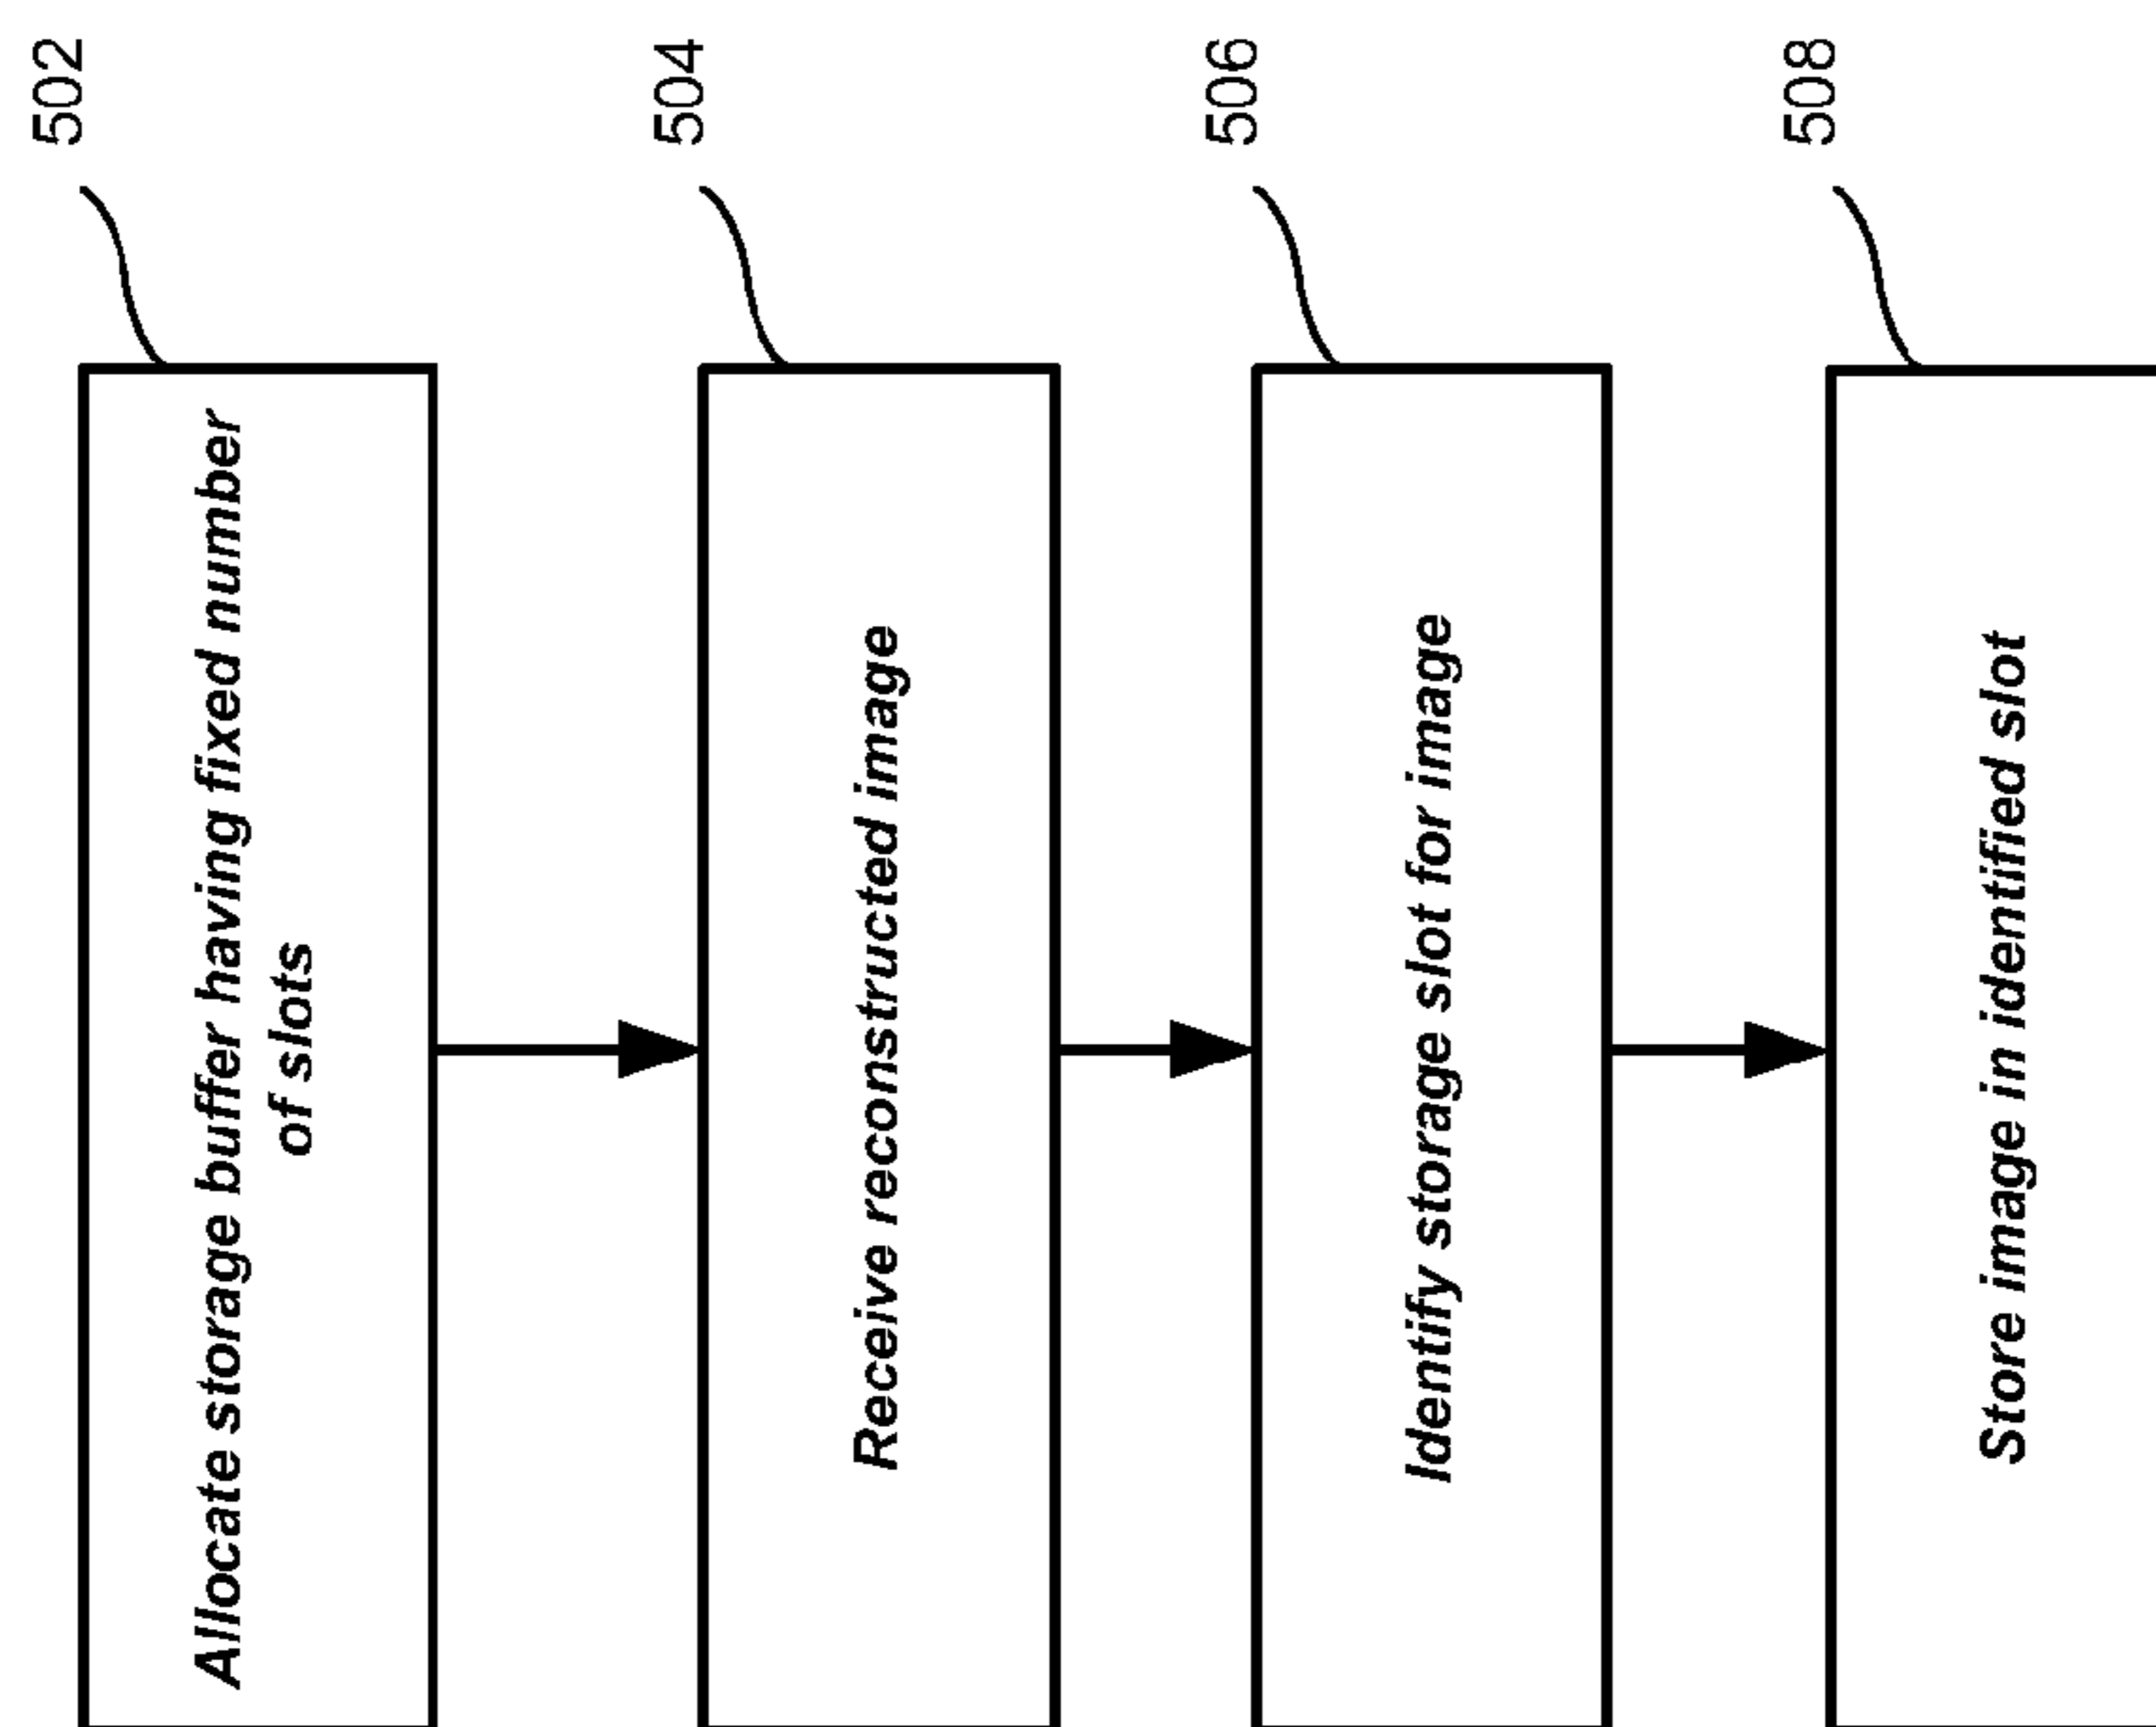 502
Allocate storage buffer having fixed number
of slots
504
Receive reconstructed image
506
Identify storage slot for image
508
Store image in identified slot